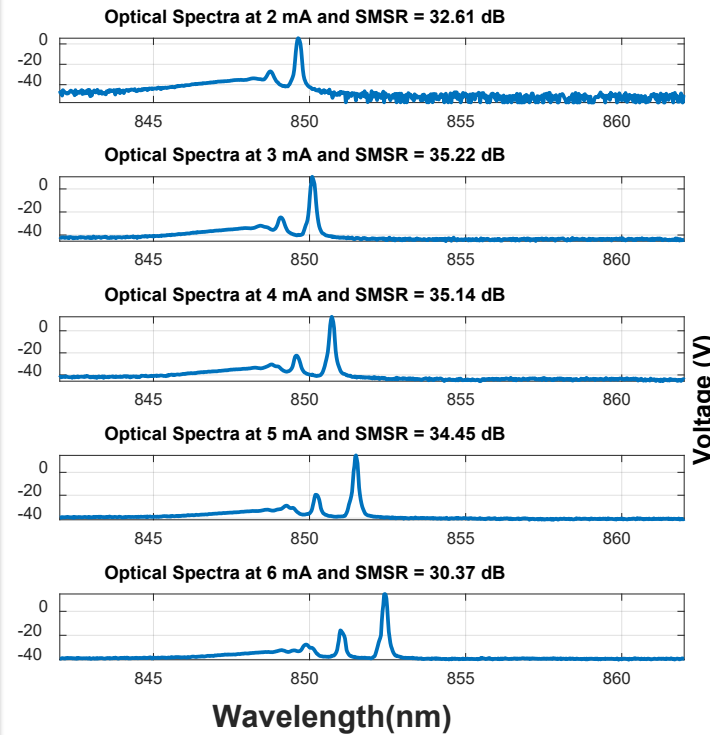 Optical Spectra at 2 mA and SMSR = 32.61 dB
0
-20
-40
845 850 855 860
Optical Spectra at 3 mA and SMSR = 35.22 dB
0
-20
-40
845 850 855 860
Optical Spectra at 4 mA and SMSR = 35.14 dB
0
-20
-40
845 850 855 860
Voltage (V)
Optical Spectra at 5 mA and SMSR = 34.45 dB
0
-20
-40
845 850 855 860
Optical Spectra at 6 mA and SMSR = 30.37 dB
0
-20
-40
845 850 855 860
Wavelength(nm)